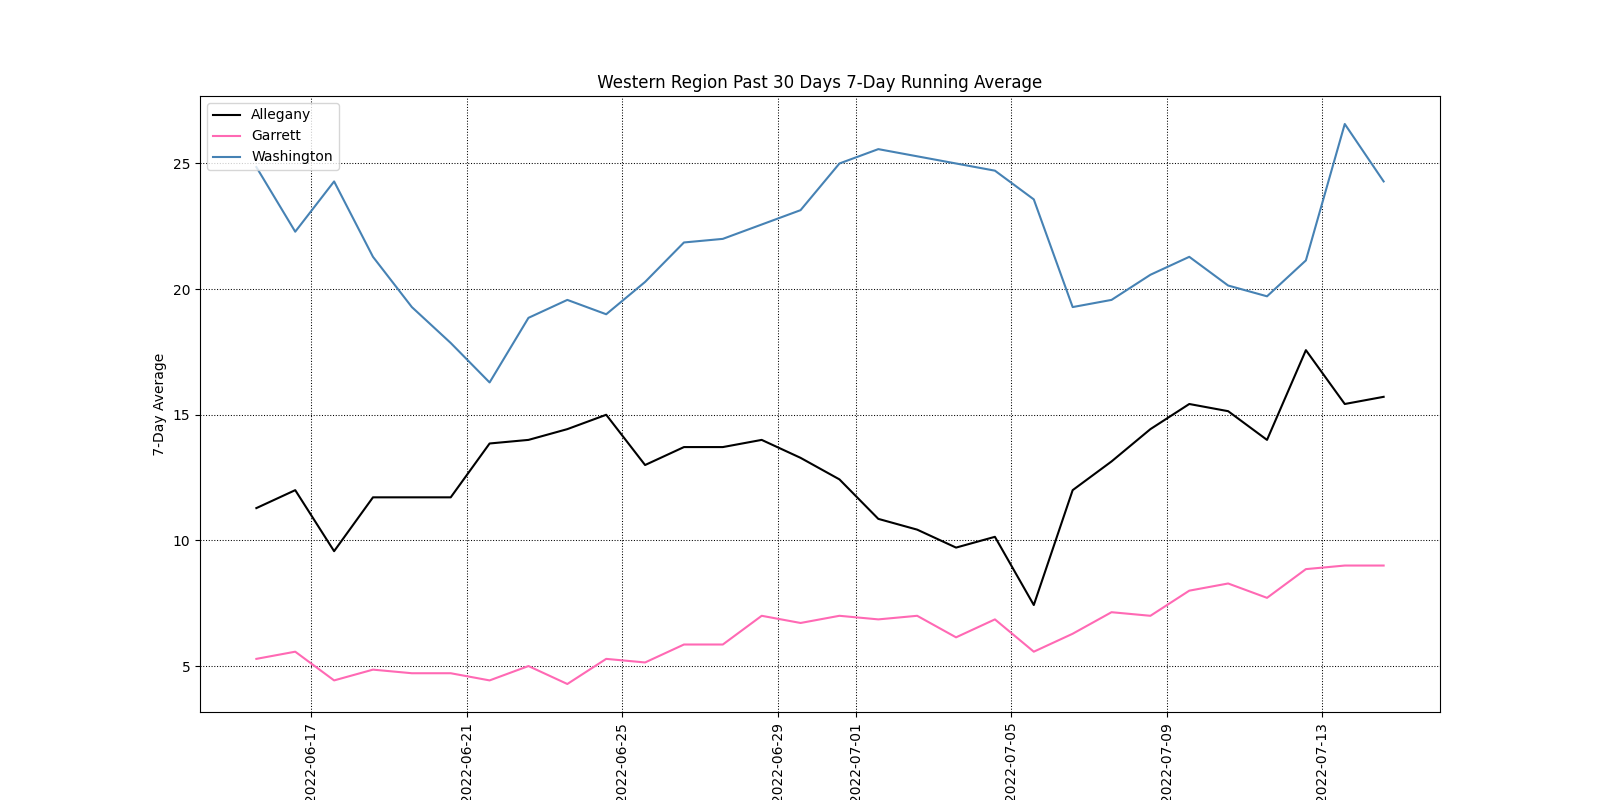 Western Region Past 30 Days 7-Day Running Average
Allegany
Garrett
Washington
7-Day Average
25
20
15
10
5
2022-06-17
2022-06-21
2022-06-25
2022-06-29
2022-07-01
2022-07-05
2022-07-09
2022-07-13